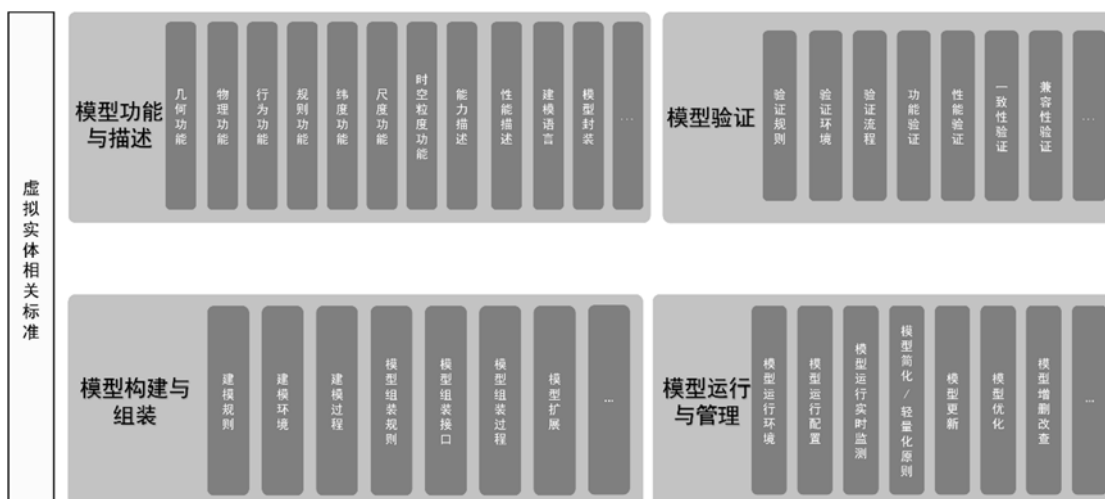 虚拟实体相关标准
模型功能
与描述
几何功能
物理功能
行为功能
规则功能
纬度功能
尺度功能
时空粒度功能
能力描述
性能描述
建模语言
模型封装
...
模型验证
验证规则
验证环境
验证流程
功能验证
性能验证
一致性验证
兼容性验证
...
模型构建与
组装
建模规则
建模环境
建模过程
模型组装规则
模型组装接口
模型组装过程
模型扩展
...
模型运行
与管理
模型运行环境
模型运行配置
模型运行实时监测
模型简化/轻量化原则
模型更新
模型优化
模型增删改查
...